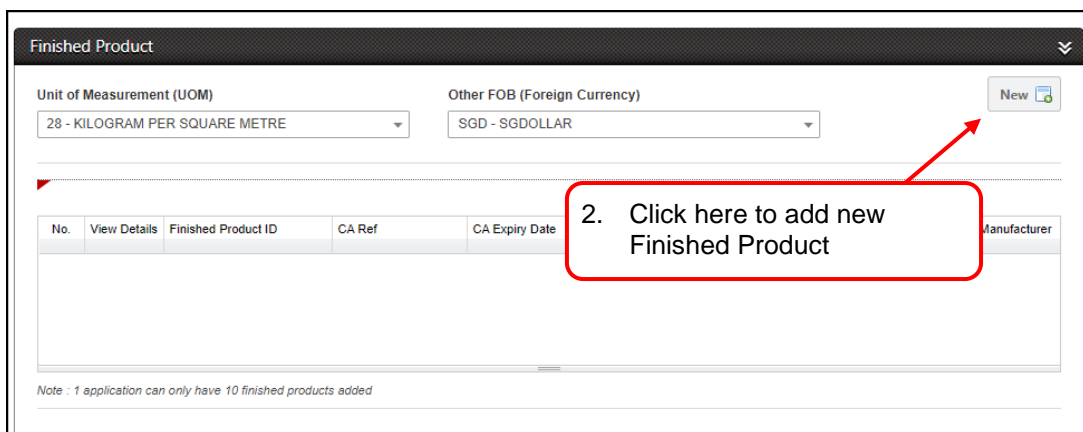 Finished Product
Unit of Measurement (UOM)
Other FOB (Foreign Currency)
New
28 - KILOGRAM PER SQUARE METRE
SGD - SGDOLLAR
2. Click here to add new
Finished Product
No. View Details Finished Product ID CA Ref CA Expiry Date Manufacturer
Note : 1 application can only have 10 finished products added